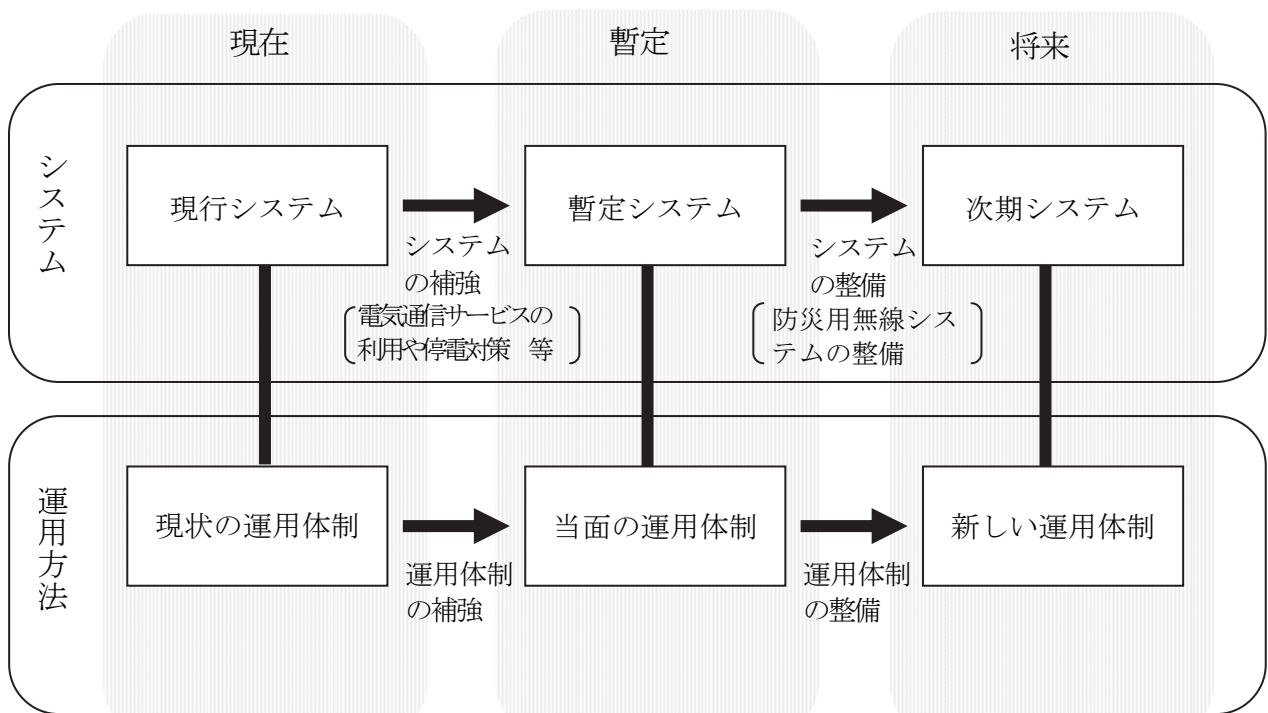 現在
暫定
将来
システム
現行システム
暫定システム
次期システム
システム
の補強
電気通信サービスの
利用や停電対策　等
システム
の整備
防災用無線シス
テムの整備
運用方法
現状の運用体制
当面の運用体制
新しい運用体制
運用体制
の補強
運用体制
の整備